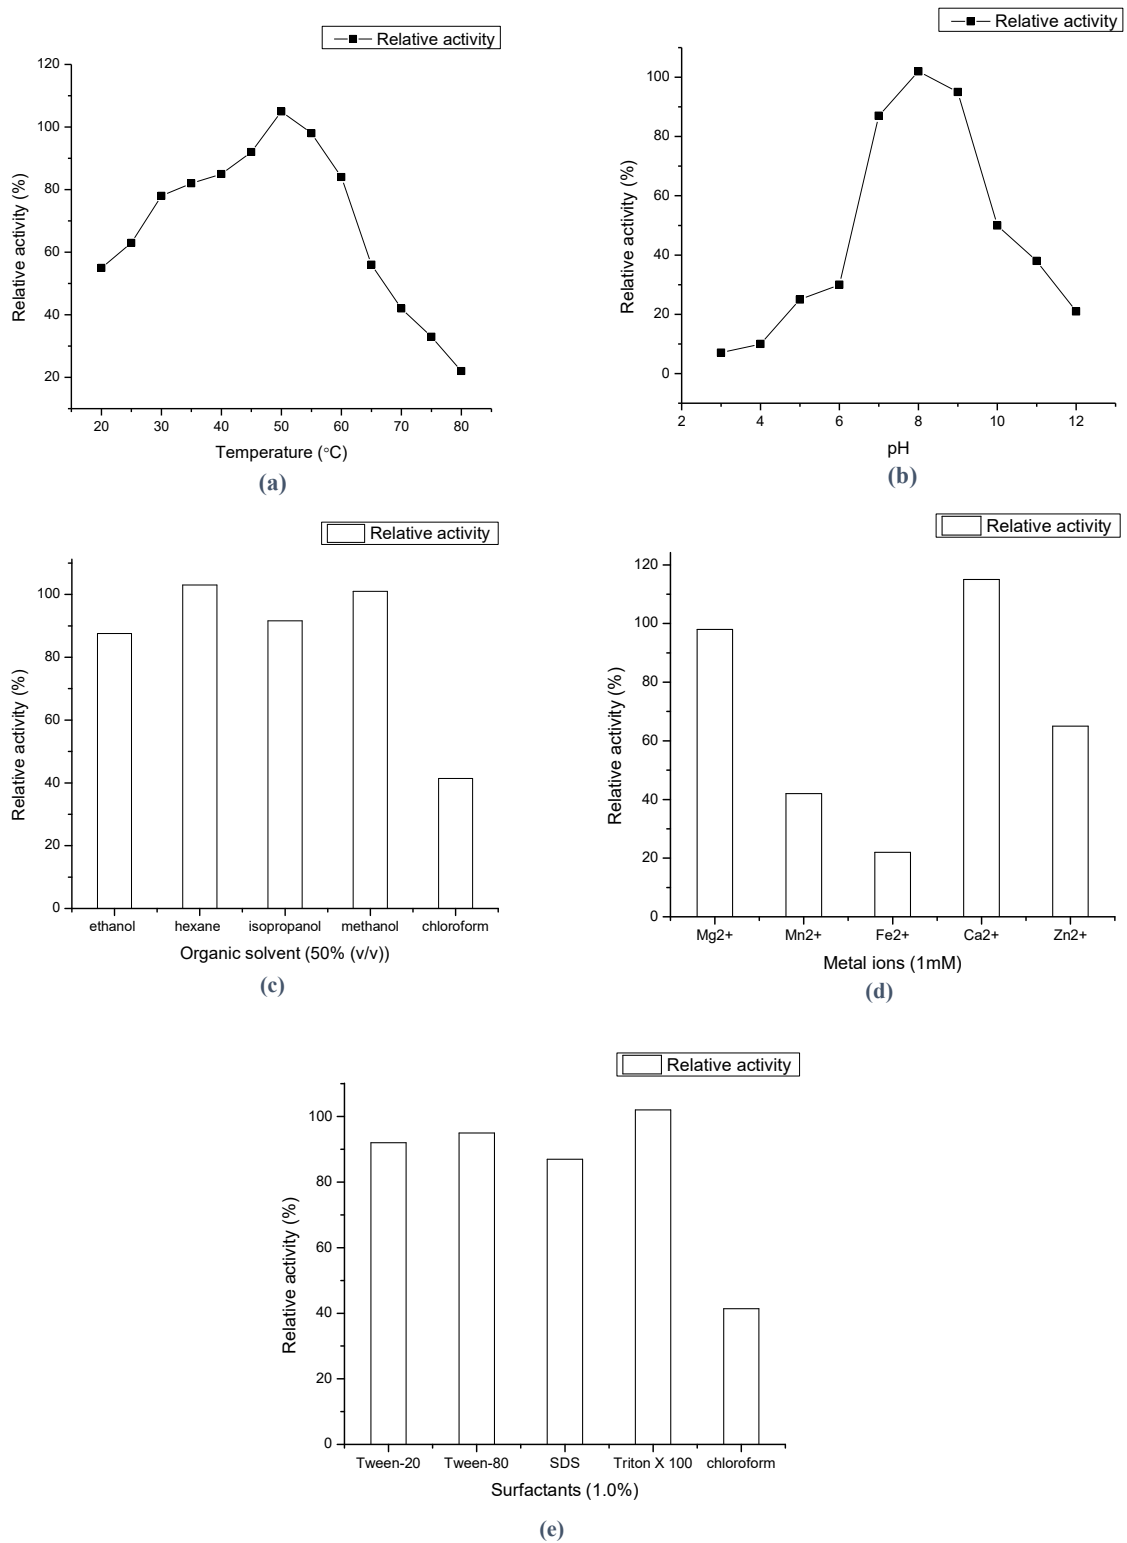 Relative activity
120
100
80
60
40
20
Relative activity (%)
20 30 40 50 60 70 80
Temperature (°C)
(a)
Relative activity
100
80
60
40
20
0
Relative activity (%)
2 4 6 8 10 12
pH
(b)
Relative activity
100
80
60
40
20
0
Relative activity (%)
ethanol hexane isopropanol methanol chloroform
Organic solvent (50% (v/v))
(c)
Relative activity
120
100
80
60
40
20
0
Relative activity (%)
Mg2+ Mn2+ Fe2+ Ca2+ Zn2+
Metal ions (1mM)
(d)
Relative activity
100
80
60
40
20
0
Relative activity (%)
Tween-20 Tween-80 SDS Triton X 100 chloroform
Surfactants (1.0%)
(e)